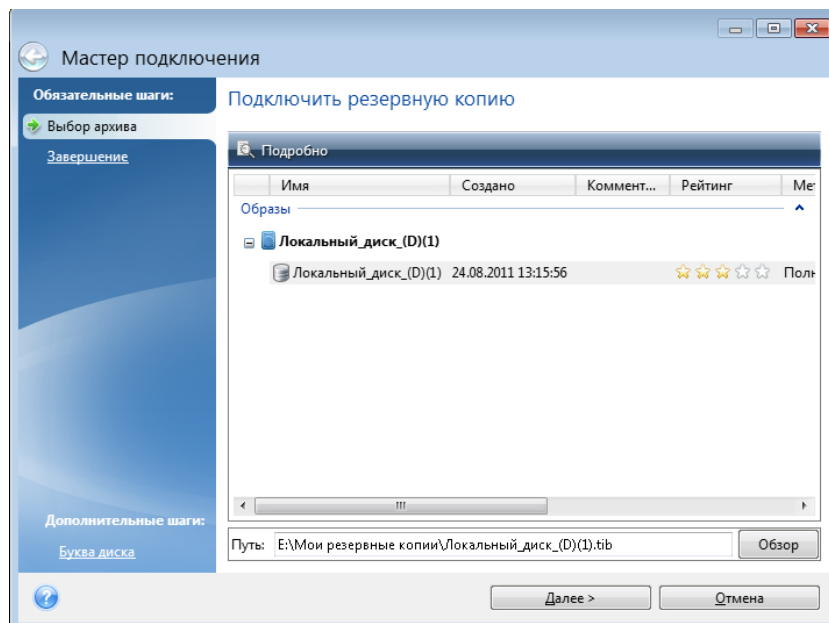 Мастер подключения
Обязательные шаги:
Выбор архива
Завершение
Дополнительные шаги:
Буква диска
Подключить резервную копию
Подробно
Имя Создано Коммент... Рейтинг
Образы
Локальный_диск_(D)(1)
Локальный_диск_(D)(1) 24.08.2011 13:15:56
Путь: E:\Мои резервные копии\Локальный_диск_(D)(1).tib Обзор
Далее > Отмена